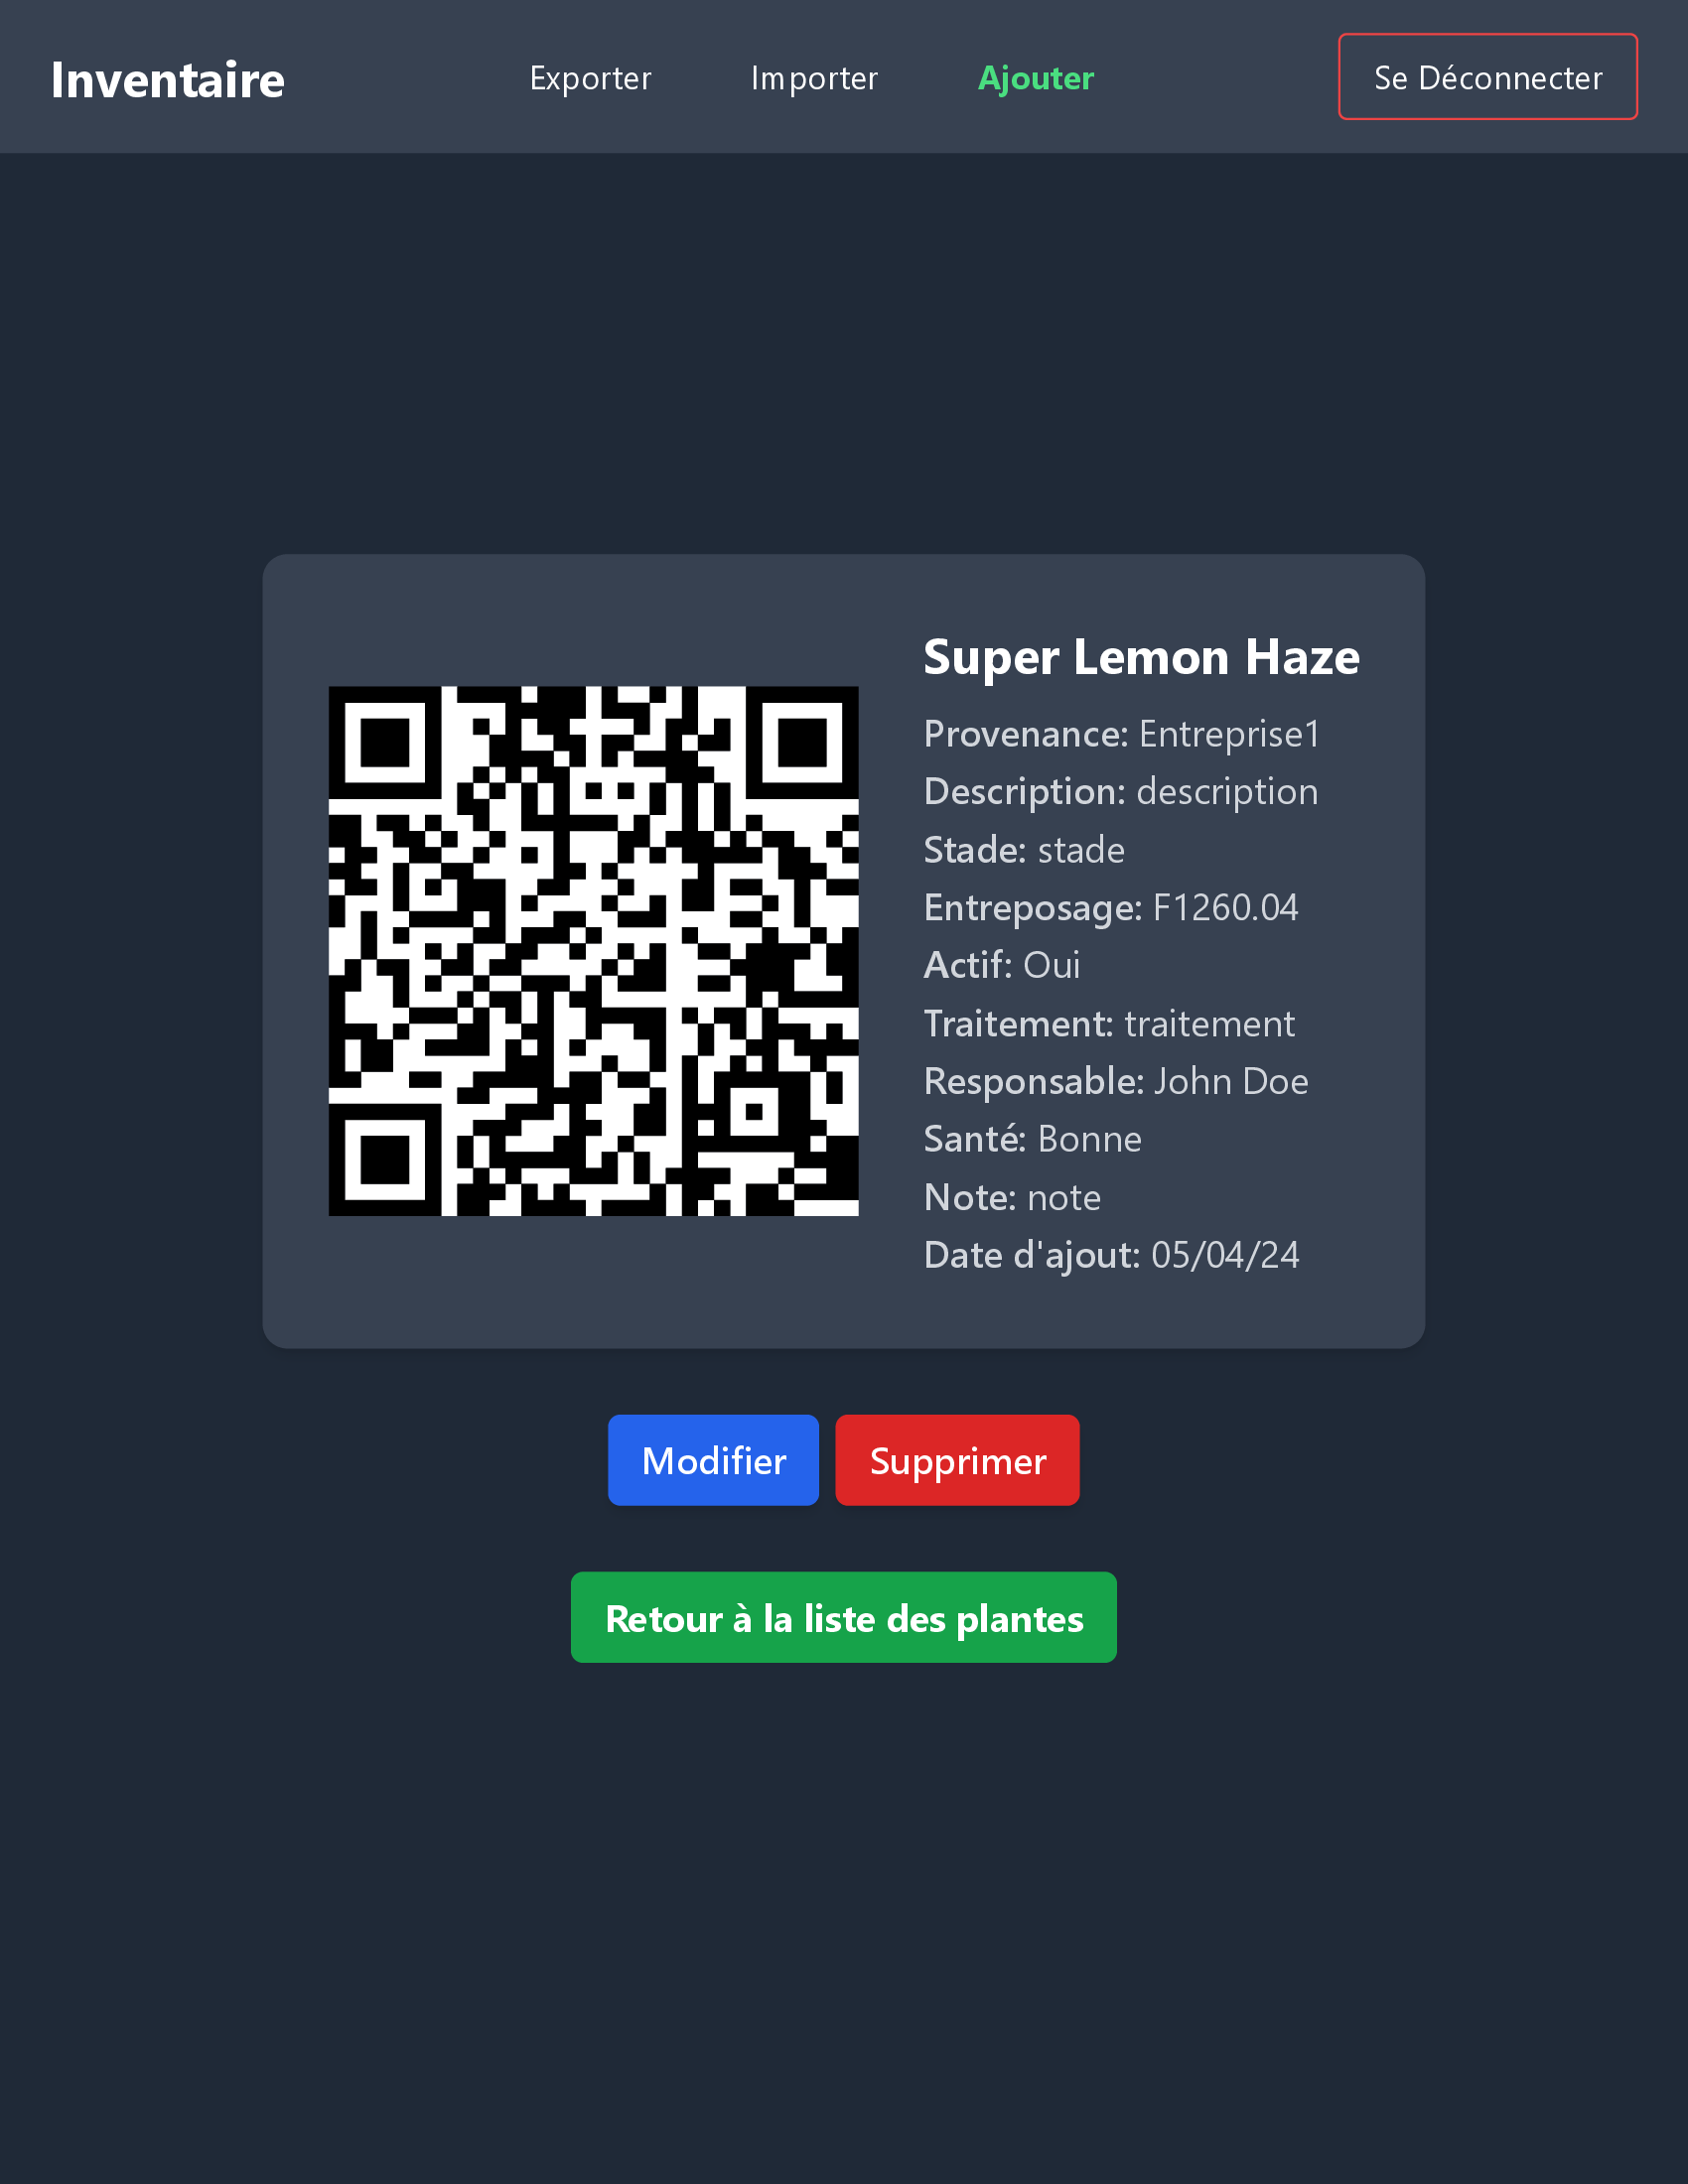 Inventaire
Exporter
Importer
Ajouter
Se Déconnecter
Super Lemon Haze
Provenance: Entreprise1
Description: description
Stade: stade
Entreposage: F1260.04
Actif: Oui
Traitement: traitement
Responsable: John Doe
Santé: Bonne
Note: note
Date d'ajout: 05/04/24
Modifier
Supprimer
Retour à la liste des plantes